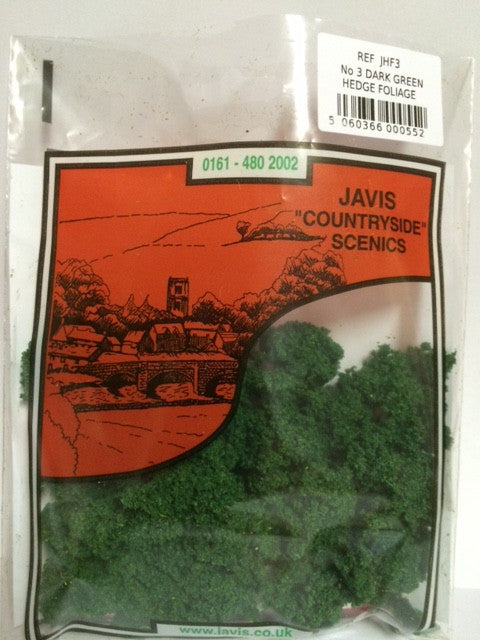 REF JHF3
No 3 DARK GREEN
HEDGE FOLIAGE
5 060366 000552
0161 - 480 2002
JAVIS
"COUNTRYSIDE"
SCENICS
www.javis.co.uk